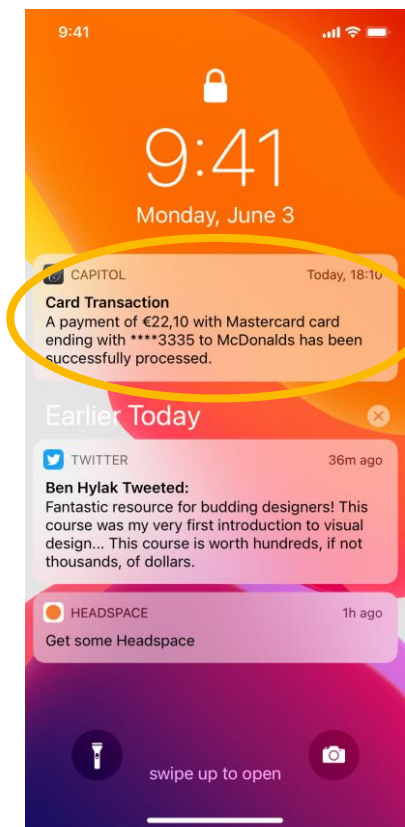 9:41
9:41
Monday, June 3
CAPITOL Today, 18:10
Card Transaction
A payment of €22,10 with Mastercard card
ending with ****3335 to McDonalds has been
successfully processed.
Earlier Today
TWITTER 36m ago
Ben Hylak Tweeted:
Fantastic resource for budding designers! This
course was my very first introduction to visual
design... This course is worth hundreds, if not
thousands, of dollars.
HEADSPACE 1h ago
Get some Headspace
swipe up to open